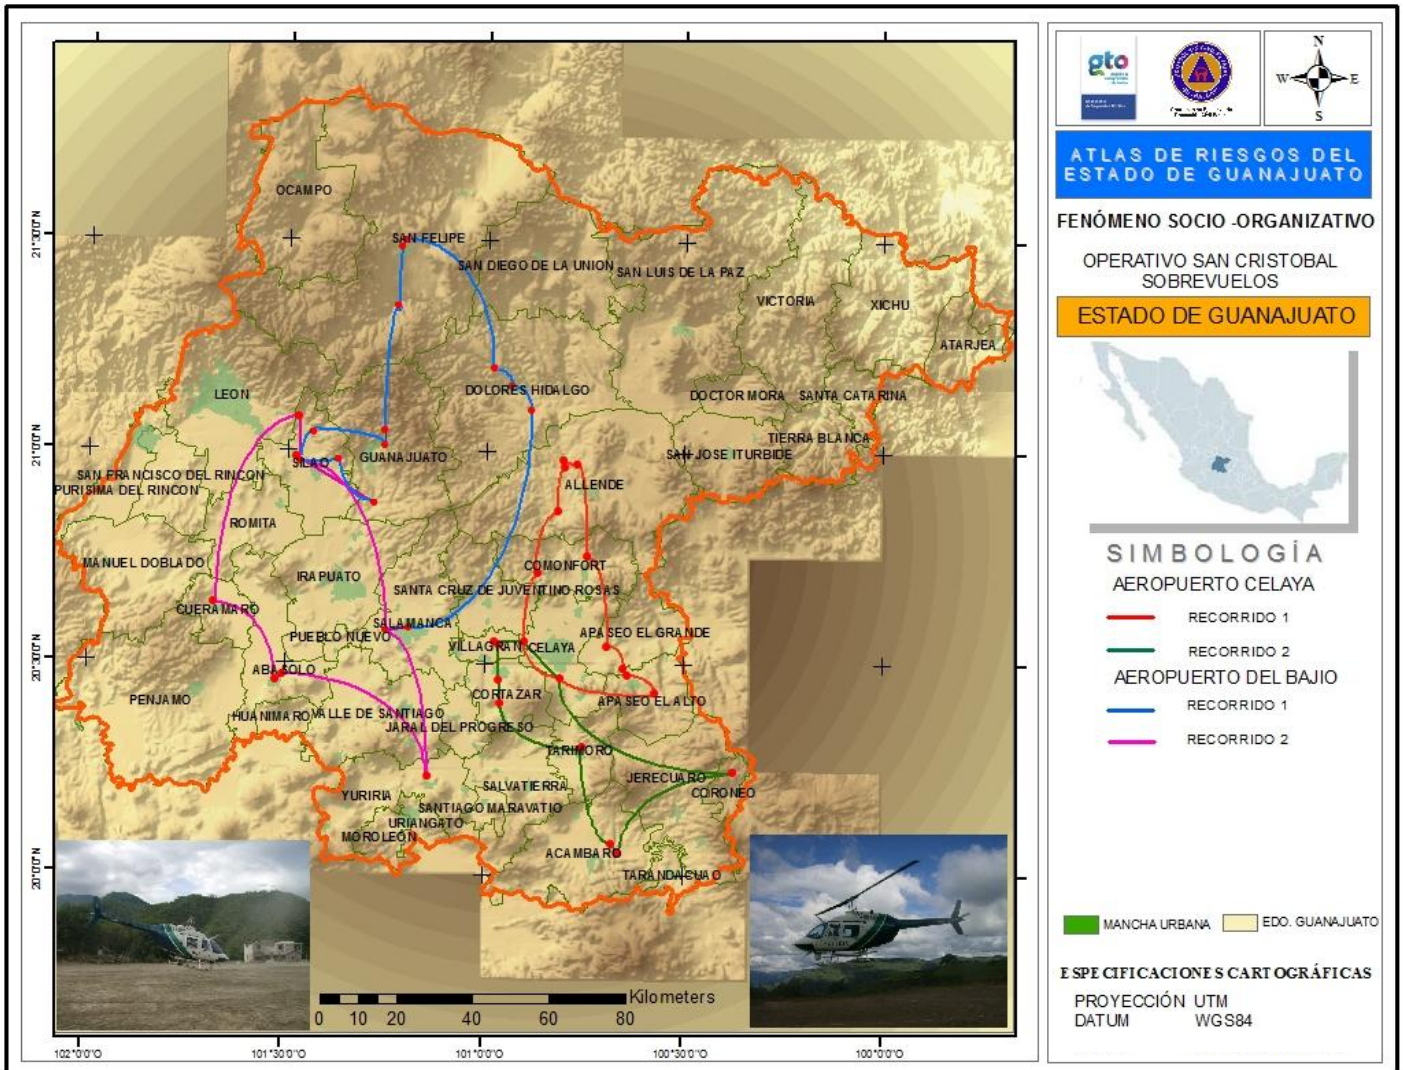 OCAMPO
SAN FELIPE
SAN DIEGO DE LA UNION
SAN LUIS DE LA PAZ
VICTORIA
XICHU
ATARJEA
LEON
DOLORES HIDALGO
DOCTOR MORA
SANTA CATARINA
TIERRA BLANCA
SAN JOSE ITURBIDE
GUANAJUATO
SILAO
SAN FRANCISCO DEL RINCON
PURISIMA DEL RINCON
ALLENDE
ROMITA
MANUEL DOBLADO
IRAPUATO
COMONFORT
SANTA CRUZ DE JUVENTINO ROSAS
CUERAMARO
SALAMANCA
PUEBLO NUEVO
APASEO EL GRANDE
VILLAGRAN
CELAYA
ABASOLO
PENJAMO
CORTAZAR
APASEO EL ALTO
HUANIMARO
VALLE DE SANTIAGO
JARAL DEL PROGRESO
TARIMORO
JERECUARO
CORONEO
SALVATIERRA
YURIRIA
SANTIAGO MARAVATIO
URIANGATO
MOROLEÓN
ACAMBARO
TARANDACUAO
21°30'0"N
21°0'0"N
20°30'0"N
20°0'0"N
Kilometers
0 10 20 40 60 80
102°0'0"O 101°30'0"O 101°0'0"O 100°30'0"O 100°0'0"O
gto
N
W E
S
ATLAS DE RIESGOS DEL
ESTADO DE GUANAJUATO
FENÓMENO SOCIO -ORGANIZATIVO
OPERATIVO SAN CRISTOBAL
SOBREVUELOS
ESTADO DE GUANAJUATO
SIMBOLOGÍA
AEROPUERTO CELAYA
RECORRIDO 1
RECORRIDO 2
AEROPUERTO DEL BAJIO
RECORRIDO 1
RECORRIDO 2
MANCHA URBANA EDO. GUANAJUATO
ESPECIFICACIONES CARTOGRÁFICAS
PROYECCIÓN UTM
DATUM WGS84